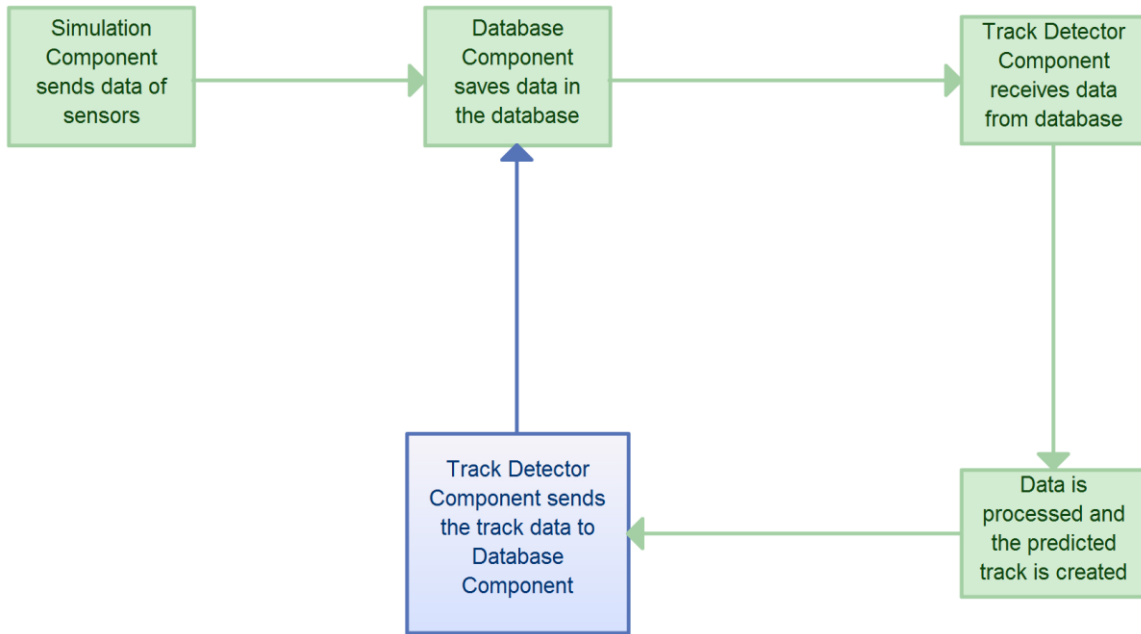 Simulation
Component
sends data of
sensors
Database
Component
saves data in
the database
Track Detector
Component
receives data
from database
Data is
processed and
the predicted
track is created
Track Detector
Component sends
the track data to
Database
Component